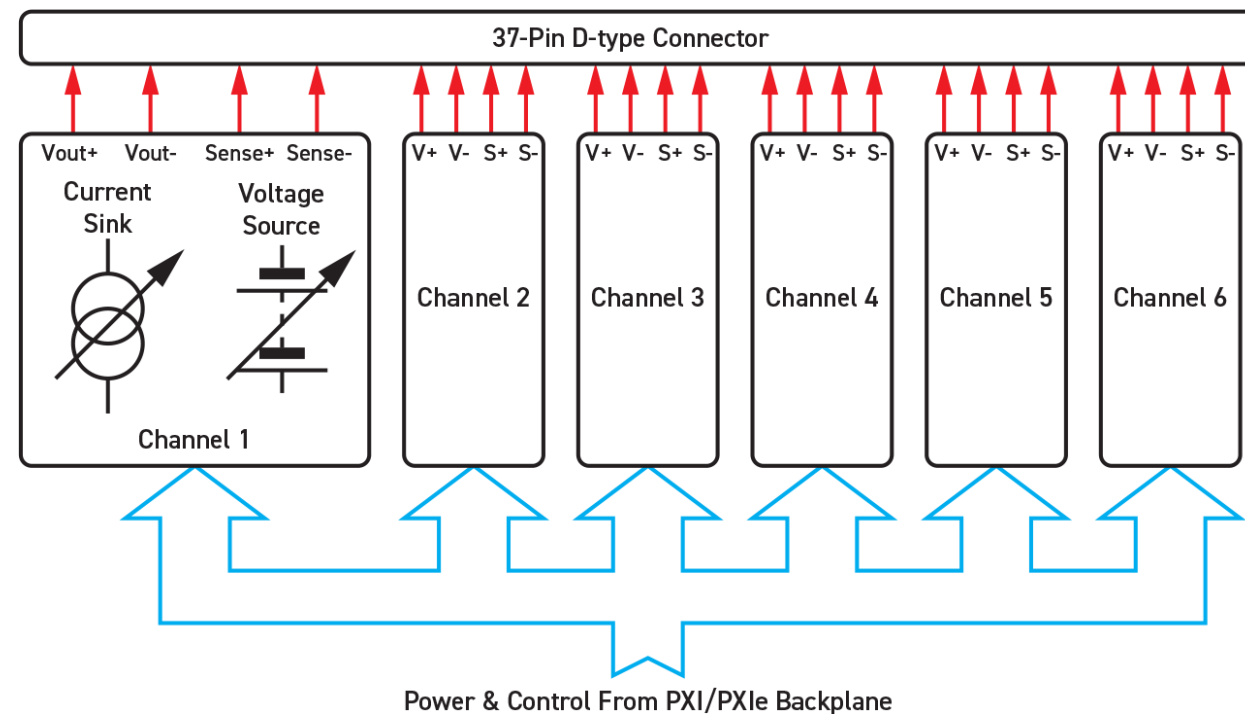 37-Pin D-type Connector
Vout+ Vout- Sense+ Sense-
V+ V- S+ S-
V+ V- S+ S-
V+ V- S+ S-
V+ V- S+ S-
V+ V- S+ S-
Current
Sink
Voltage
Source
Channel 1
Channel 2
Channel 3
Channel 4
Channel 5
Channel 6
Power & Control From PXI/PXIe Backplane